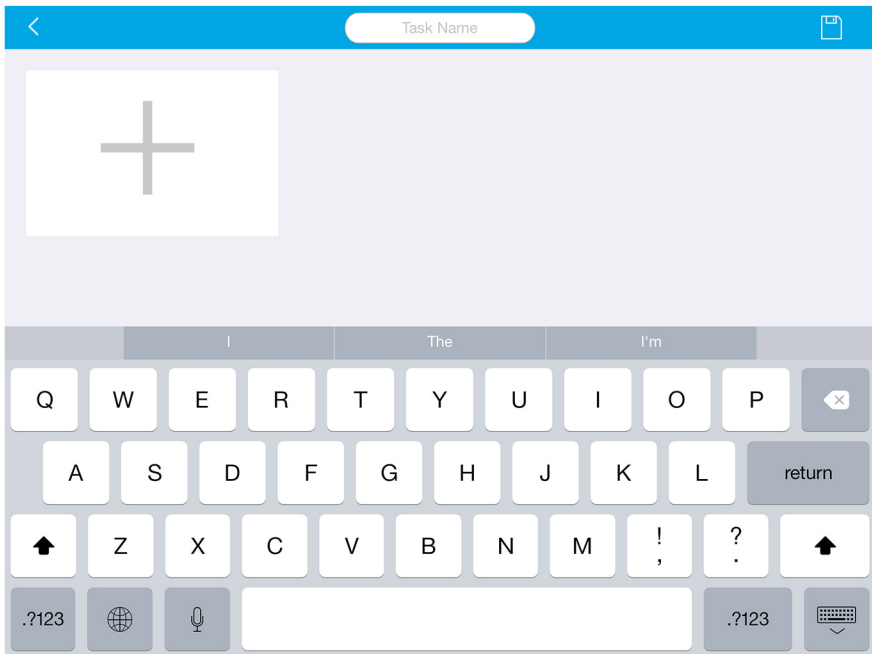 Task Name
I The I'm
Q W E R T Y U I O P
A S D F G H J K L return
Z X C V B N M ! , ? .
.?123 .?123